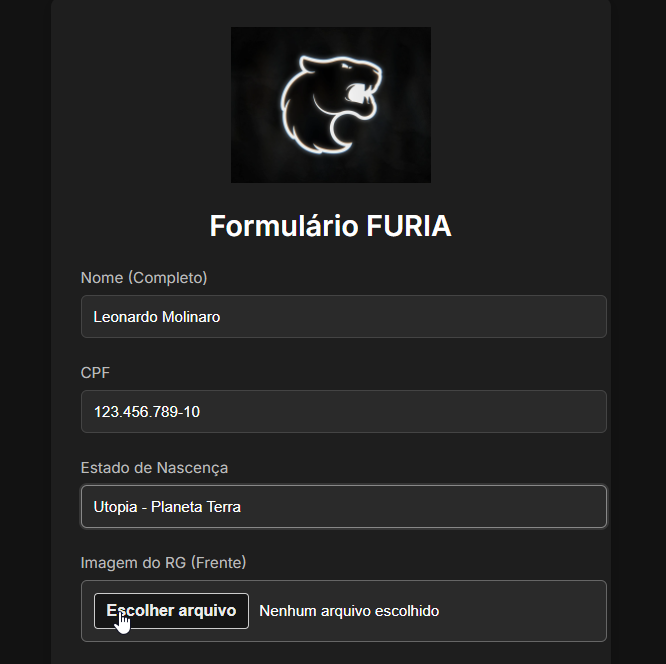 Formulário FURIA
Nome (Completo)
Leonardo Molinaro
CPF
123.456.789-10
Estado de Nascença
Utopia - Planeta Terra
Imagem do RG (Frente)
Escolher arquivo Nenhum arquivo escolhido